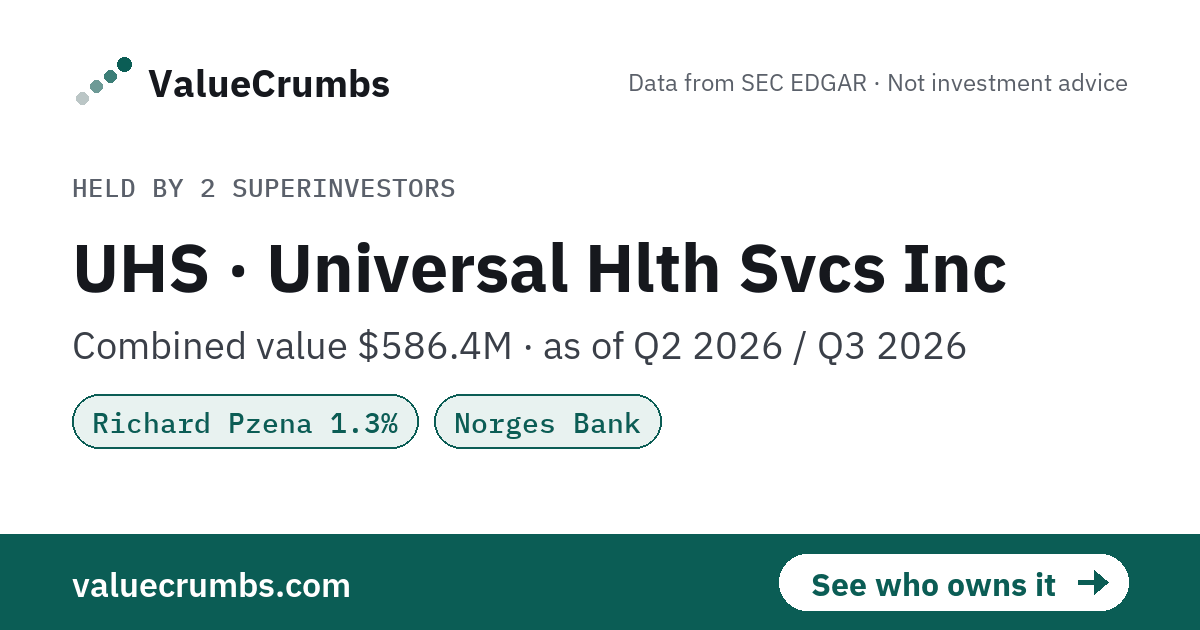 ValueCrumbs
Data from SEC EDGAR · Not investment advice
HELD BY 2 SUPERINVESTORS
UHS · Universal Hlth Svcs Inc
Combined value $586.4M · as of Q2 2026 / Q3 2026
Richard Pzena 1.3%
Norges Bank
valuecrumbs.com
See who owns it